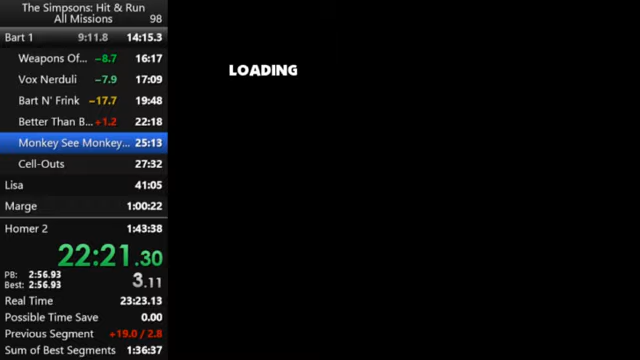 The Simpsons: Hit & Run
All Missions 98
Bart 1 9:11.8 14:15.3
Weapons Of... −8.7 16:17
Vox Nerduli −7.9 17:09
Bart N' Frink −17.7 19:48
Better Than B... +1.2 22:18
Monkey See Monkey... 25:13
Cell-Outs 27:32
Lisa 41:05
Marge 1:00:22
Homer 2 1:43:38
22:21.30
PB: 2:56.93
Best: 2:56.93 3.11
Real Time 23:23.13
Possible Time Save 0.00
Previous Segment +19.0 / 2.8
Sum of Best Segments 1:36:37
LOADING